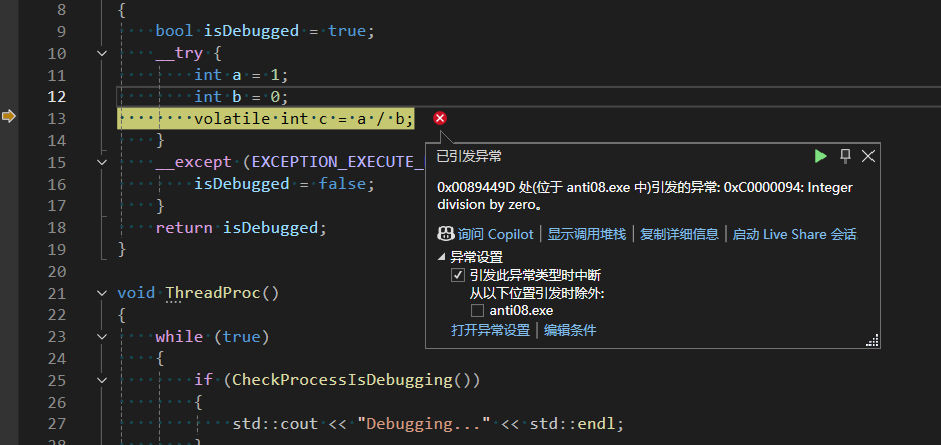 8 {
9 bool isDebugged = true;
10 __try {
11 int a = 1;
12 int b = 0;
13 volatile int c = a / b;
14 }
15 __except (EXCEPTION_EXECUTE_
16 isDebugged = false;
17 }
18 return isDebugged;
19 }
20
21 void ThreadProc()
22 {
23 while (true)
24 {
25 if (CheckProcessIsDebugging())
26 {
27 std::cout << "Debugging..." << std::endl;
28 }
已引发异常
0x0089449D 处(位于 anti08.exe 中)引发的异常: 0xC0000094: Integer
division by zero。
询问 Copilot | 显示调用堆栈 | 复制详细信息 | 启动 Live Share 会话
异常设置
引发此异常类型时中断
从以下位置引发时除外:
anti08.exe
打开异常设置 | 编辑条件